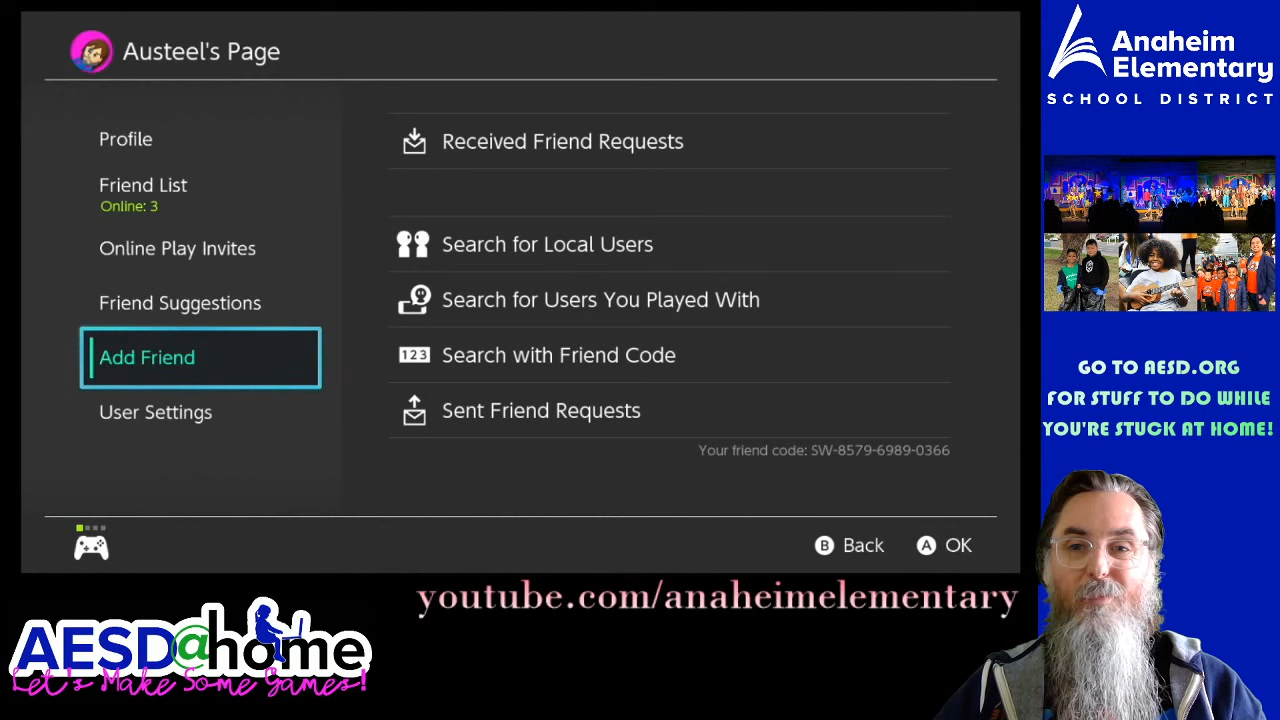 Austeel's Page
Profile
Friend List
Online: 3
Online Play Invites
Friend Suggestions
Add Friend
User Settings
Received Friend Requests
Search for Local Users
Search for Users You Played With
123 Search with Friend Code
Sent Friend Requests
Your friend code: SW-8579-6989-0366
B Back A OK
Anaheim
Elementary
SCHOOL DISTRICT
GO TO AESD.ORG
FOR STUFF TO DO WHILE
YOU'RE STUCK AT HOME!
youtube.com/anaheimelementary
AESD@home
Let's Make Some Games!